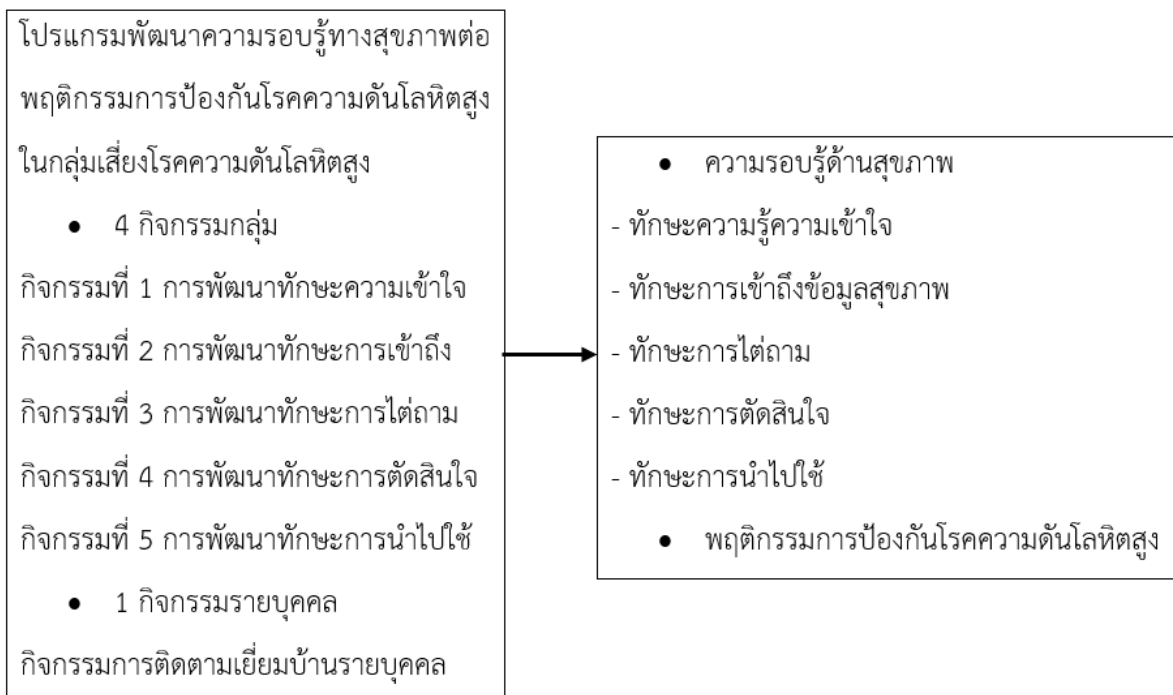 โปรแกรมพัฒนาความรอบรู้ทางสุขภาพต่อ
พฤติกรรมการป้องกันโรคความดันโลหิตสูง
ในกลุ่มเสี่ยงโรคความดันโลหิตสูง
● 4 กิจกรรมกลุ่ม
กิจกรรมที่ 1 การพัฒนาทักษะความเข้าใจ
กิจกรรมที่ 2 การพัฒนาทักษะการเข้าถึง
กิจกรรมที่ 3 การพัฒนาทักษะการไต่ถาม
กิจกรรมที่ 4 การพัฒนาทักษะการตัดสินใจ
กิจกรรมที่ 5 การพัฒนาทักษะการนำไปใช้
● 1 กิจกรรมรายบุคคล
กิจกรรมการติดตามเยี่ยมบ้านรายบุคคล
● ความรอบรู้ด้านสุขภาพ
- ทักษะความรู้ความเข้าใจ
- ทักษะการเข้าถึงข้อมูลสุขภาพ
- ทักษะการไต่ถาม
- ทักษะการตัดสินใจ
- ทักษะการนำไปใช้
● พฤติกรรมการป้องกันโรคความดันโลหิตสูง